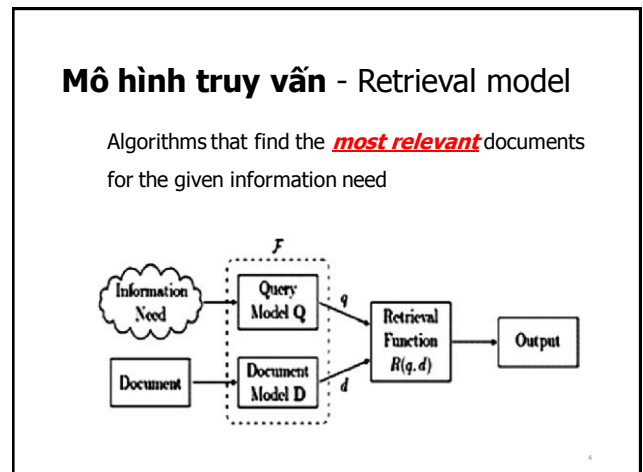 Mô hình truy vấn - Retrieval model
Algorithms that find the most relevant documents
for the given information need
F
Information
Need
Query
Model Q
q
Retrieval
Function
R(q.d)
Output
Document
Document
Model D
d
4